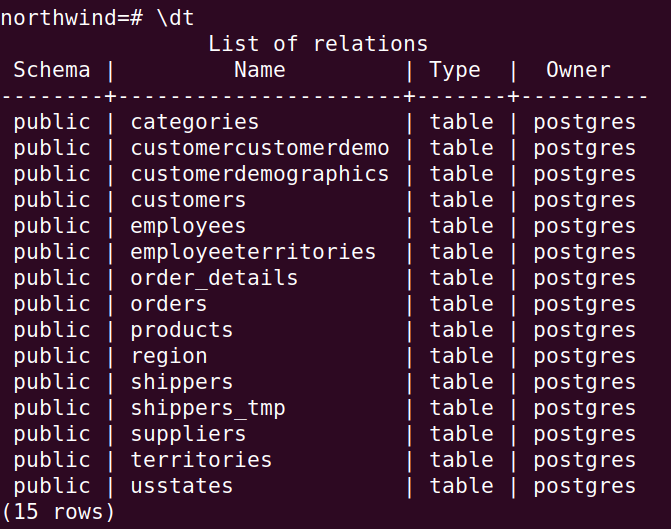 northwind=# \dt
                List of relations
 Schema |         Name         | Type  |  Owner
--------+----------------------+-------+----------
 public | categories           | table | postgres
 public | customercustomerdemo | table | postgres
 public | customerdemographics | table | postgres
 public | customers            | table | postgres
 public | employees            | table | postgres
 public | employeeterritories  | table | postgres
 public | order_details        | table | postgres
 public | orders               | table | postgres
 public | products             | table | postgres
 public | region               | table | postgres
 public | shippers             | table | postgres
 public | shippers_tmp         | table | postgres
 public | suppliers            | table | postgres
 public | territories          | table | postgres
 public | usstates             | table | postgres
(15 rows)